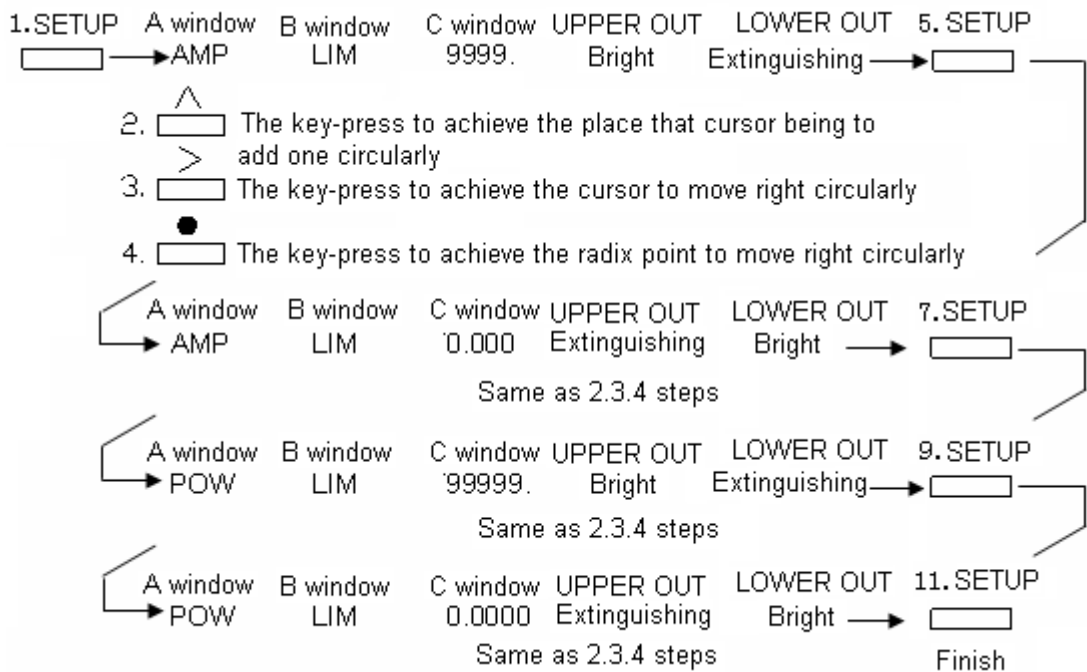 1.SETUP A window B window C window UPPER OUT LOWER OUT 5.SETUP
AMP LIM 9999. Bright Extinguishing
2. The key-press to achieve the place that cursor being to
add one circularly
3. The key-press to achieve the cursor to move right circularly
4. The key-press to achieve the radix point to move right circularly
A window B window C window UPPER OUT LOWER OUT 7.SETUP
AMP LIM 0.000 Extinguishing Bright
Same as 2.3.4 steps
A window B window C window UPPER OUT LOWER OUT 9.SETUP
POW LIM 99999. Bright Extinguishing
Same as 2.3.4 steps
A window B window C window UPPER OUT LOWER OUT 11.SETUP
POW LIM 0.0000 Extinguishing Bright
Same as 2.3.4 steps Finish